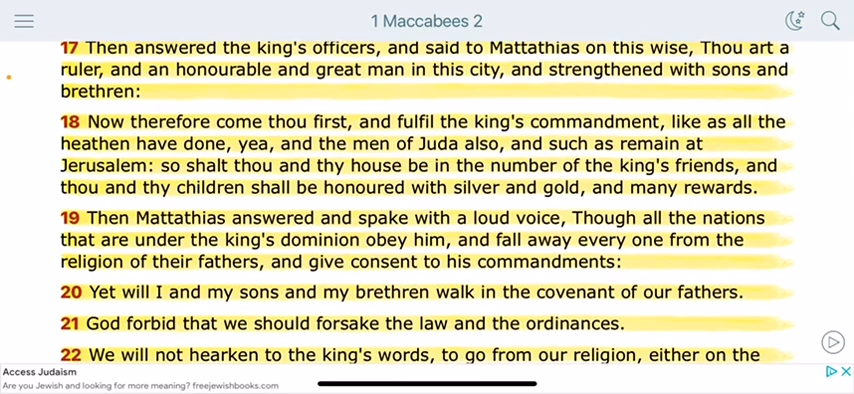 1 Maccabees 2
17 Then answered the king's officers, and said to Mattathias on this wise, Thou art a
ruler, and an honourable and great man in this city, and strengthened with sons and
brethren:
18 Now therefore come thou first, and fulfil the king's commandment, like as all the
heathen have done, yea, and the men of Juda also, and such as remain at
Jerusalem: so shalt thou and thy house be in the number of the king's friends, and
thou and thy children shall be honoured with silver and gold, and many rewards.
19 Then Mattathias answered and spake with a loud voice, Though all the nations
that are under the king's dominion obey him, and fall away every one from the
religion of their fathers, and give consent to his commandments:
20 Yet will I and my sons and my brethren walk in the covenant of our fathers.
21 God forbid that we should forsake the law and the ordinances.
22 We will not hearken to the king's words, to go from our religion, either on the
Access Judaism
Are you Jewish and looking for more meaning? freejewishbooks.com